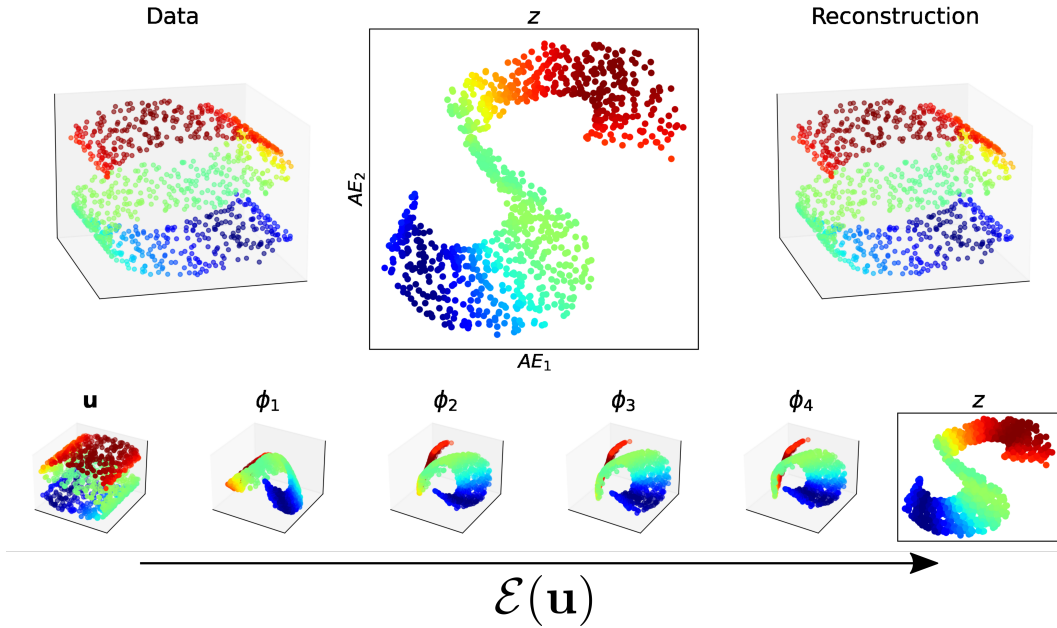 Data
z
Reconstruction
AE₂
AE₁
u
ϕ₁
ϕ₂
ϕ₃
ϕ₄
z
ℰ(u)